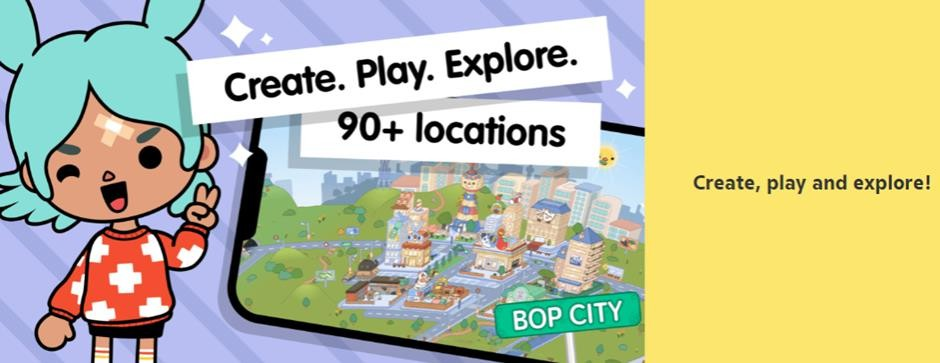 Create. Play. Explore.
90+ locations
BOP CITY
Create, play and explore!